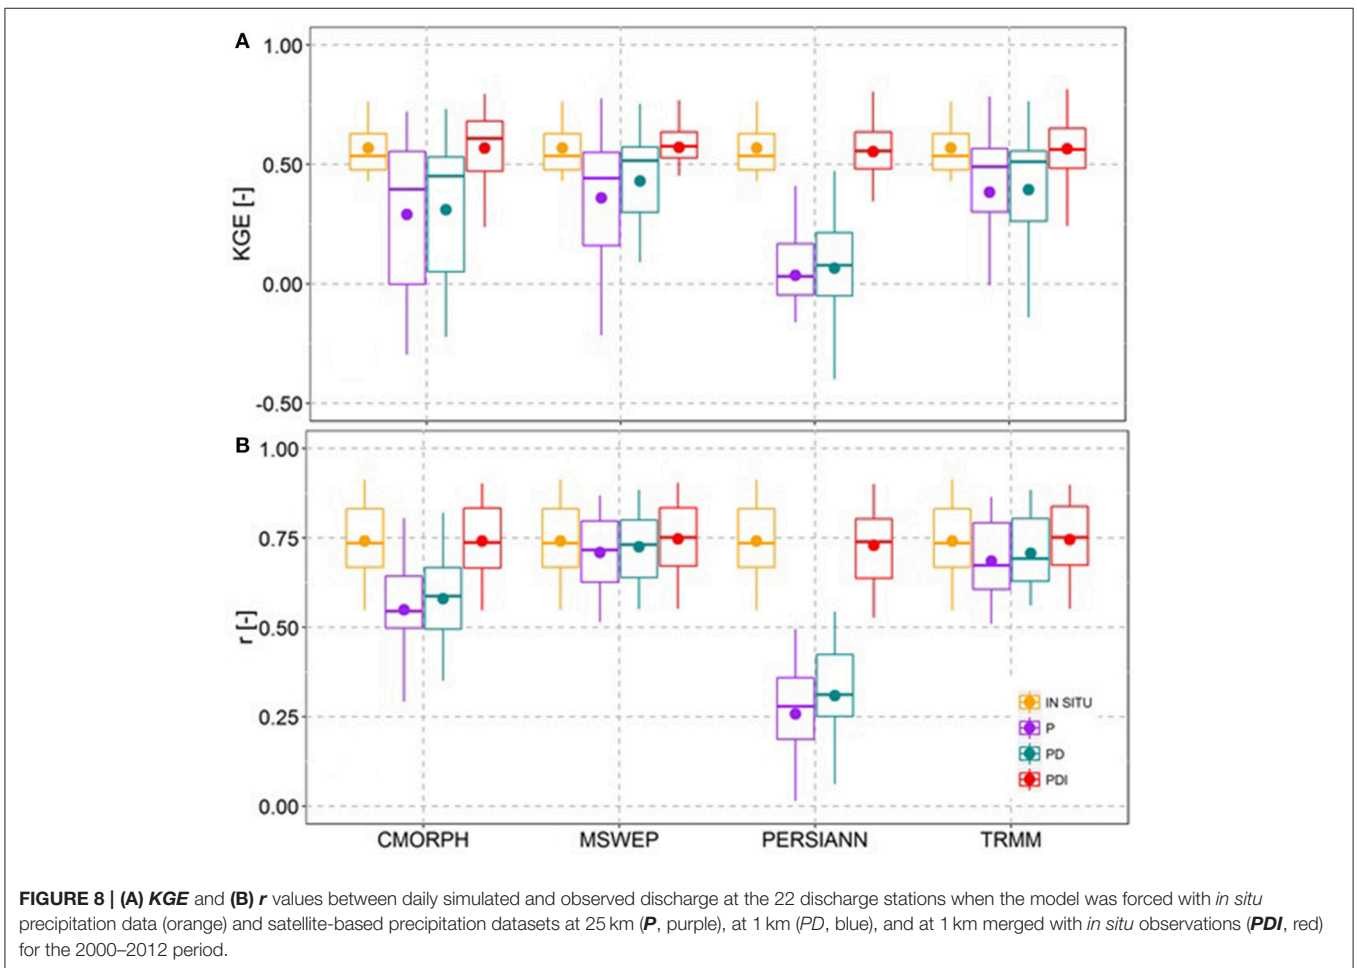 A
1.00
0.50
0.00
-0.50
KGE [-]
B
1.00
0.75
0.50
0.25
0.00
r [-]
IN SITU
P
PD
PDI
CMORPH MSWEP PERSIANN TRMM
FIGURE 8 | (A) KGE and (B) r values between daily simulated and observed discharge at the 22 discharge stations when the model was forced with in situ
precipitation data (orange) and satellite-based precipitation datasets at 25 km (P, purple), at 1 km (PD, blue), and at 1 km merged with in situ observations (PDI, red)
for the 2000–2012 period.